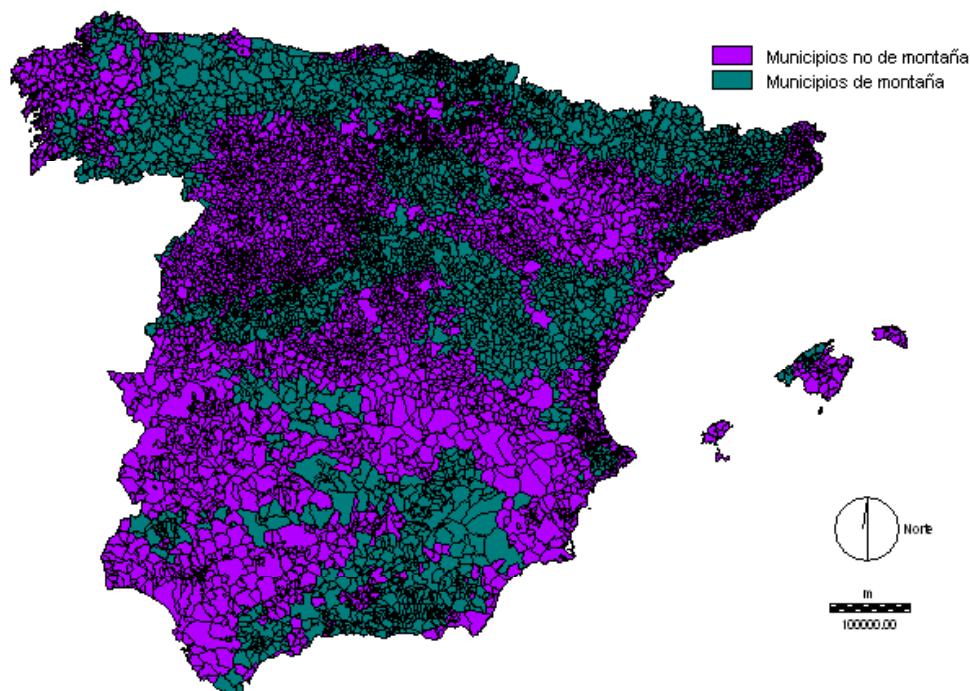 Municipios no de montaña
Municipios de montaña
Norte
m
100000.00